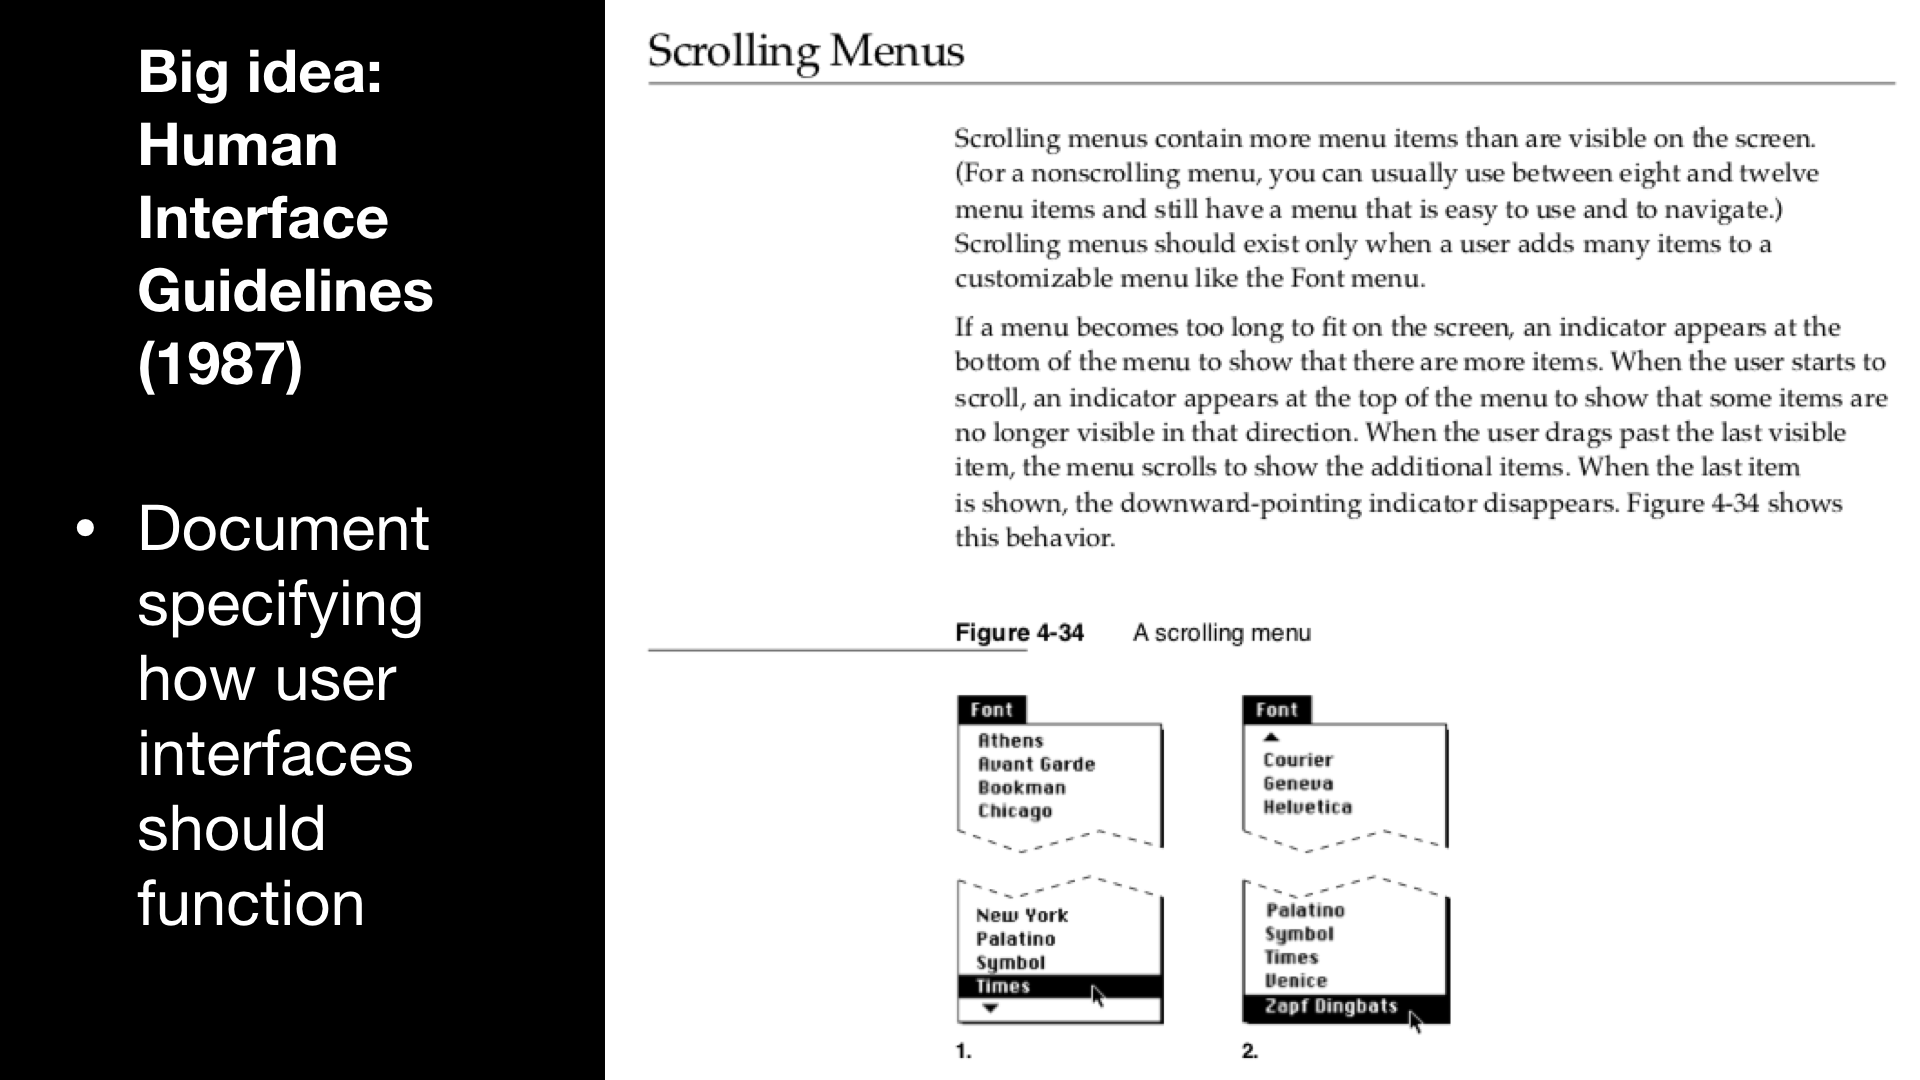 Big idea:
Human
Interface
Guidelines
(1987)
• Document
specifying
how user
interfaces
should
function
Scrolling Menus
Scrolling menus contain more menu items than are visible on the screen.
(For a nonscrolling menu, you can usually use between eight and twelve
menu items and still have a menu that is easy to use and to navigate.)
Scrolling menus should exist only when a user adds many items to a
customizable menu like the Font menu.
If a menu becomes too long to fit on the screen, an indicator appears at the
bottom of the menu to show that there are more items. When the user starts to
scroll, an indicator appears at the top of the menu to show that some items are
no longer visible in that direction. When the user drags past the last visible
item, the menu scrolls to show the additional items. When the last item
is shown, the downward-pointing indicator disappears. Figure 4-34 shows
this behavior.
Figure 4-34 A scrolling menu
Font
Athens
Avant Garde
Bookman
Chicago
New York
Palatino
Symbol
Times
1.
Font
Courier
Geneva
Helvetica
Palatino
Symbol
Times
Venice
Zapf Dingbats
2.